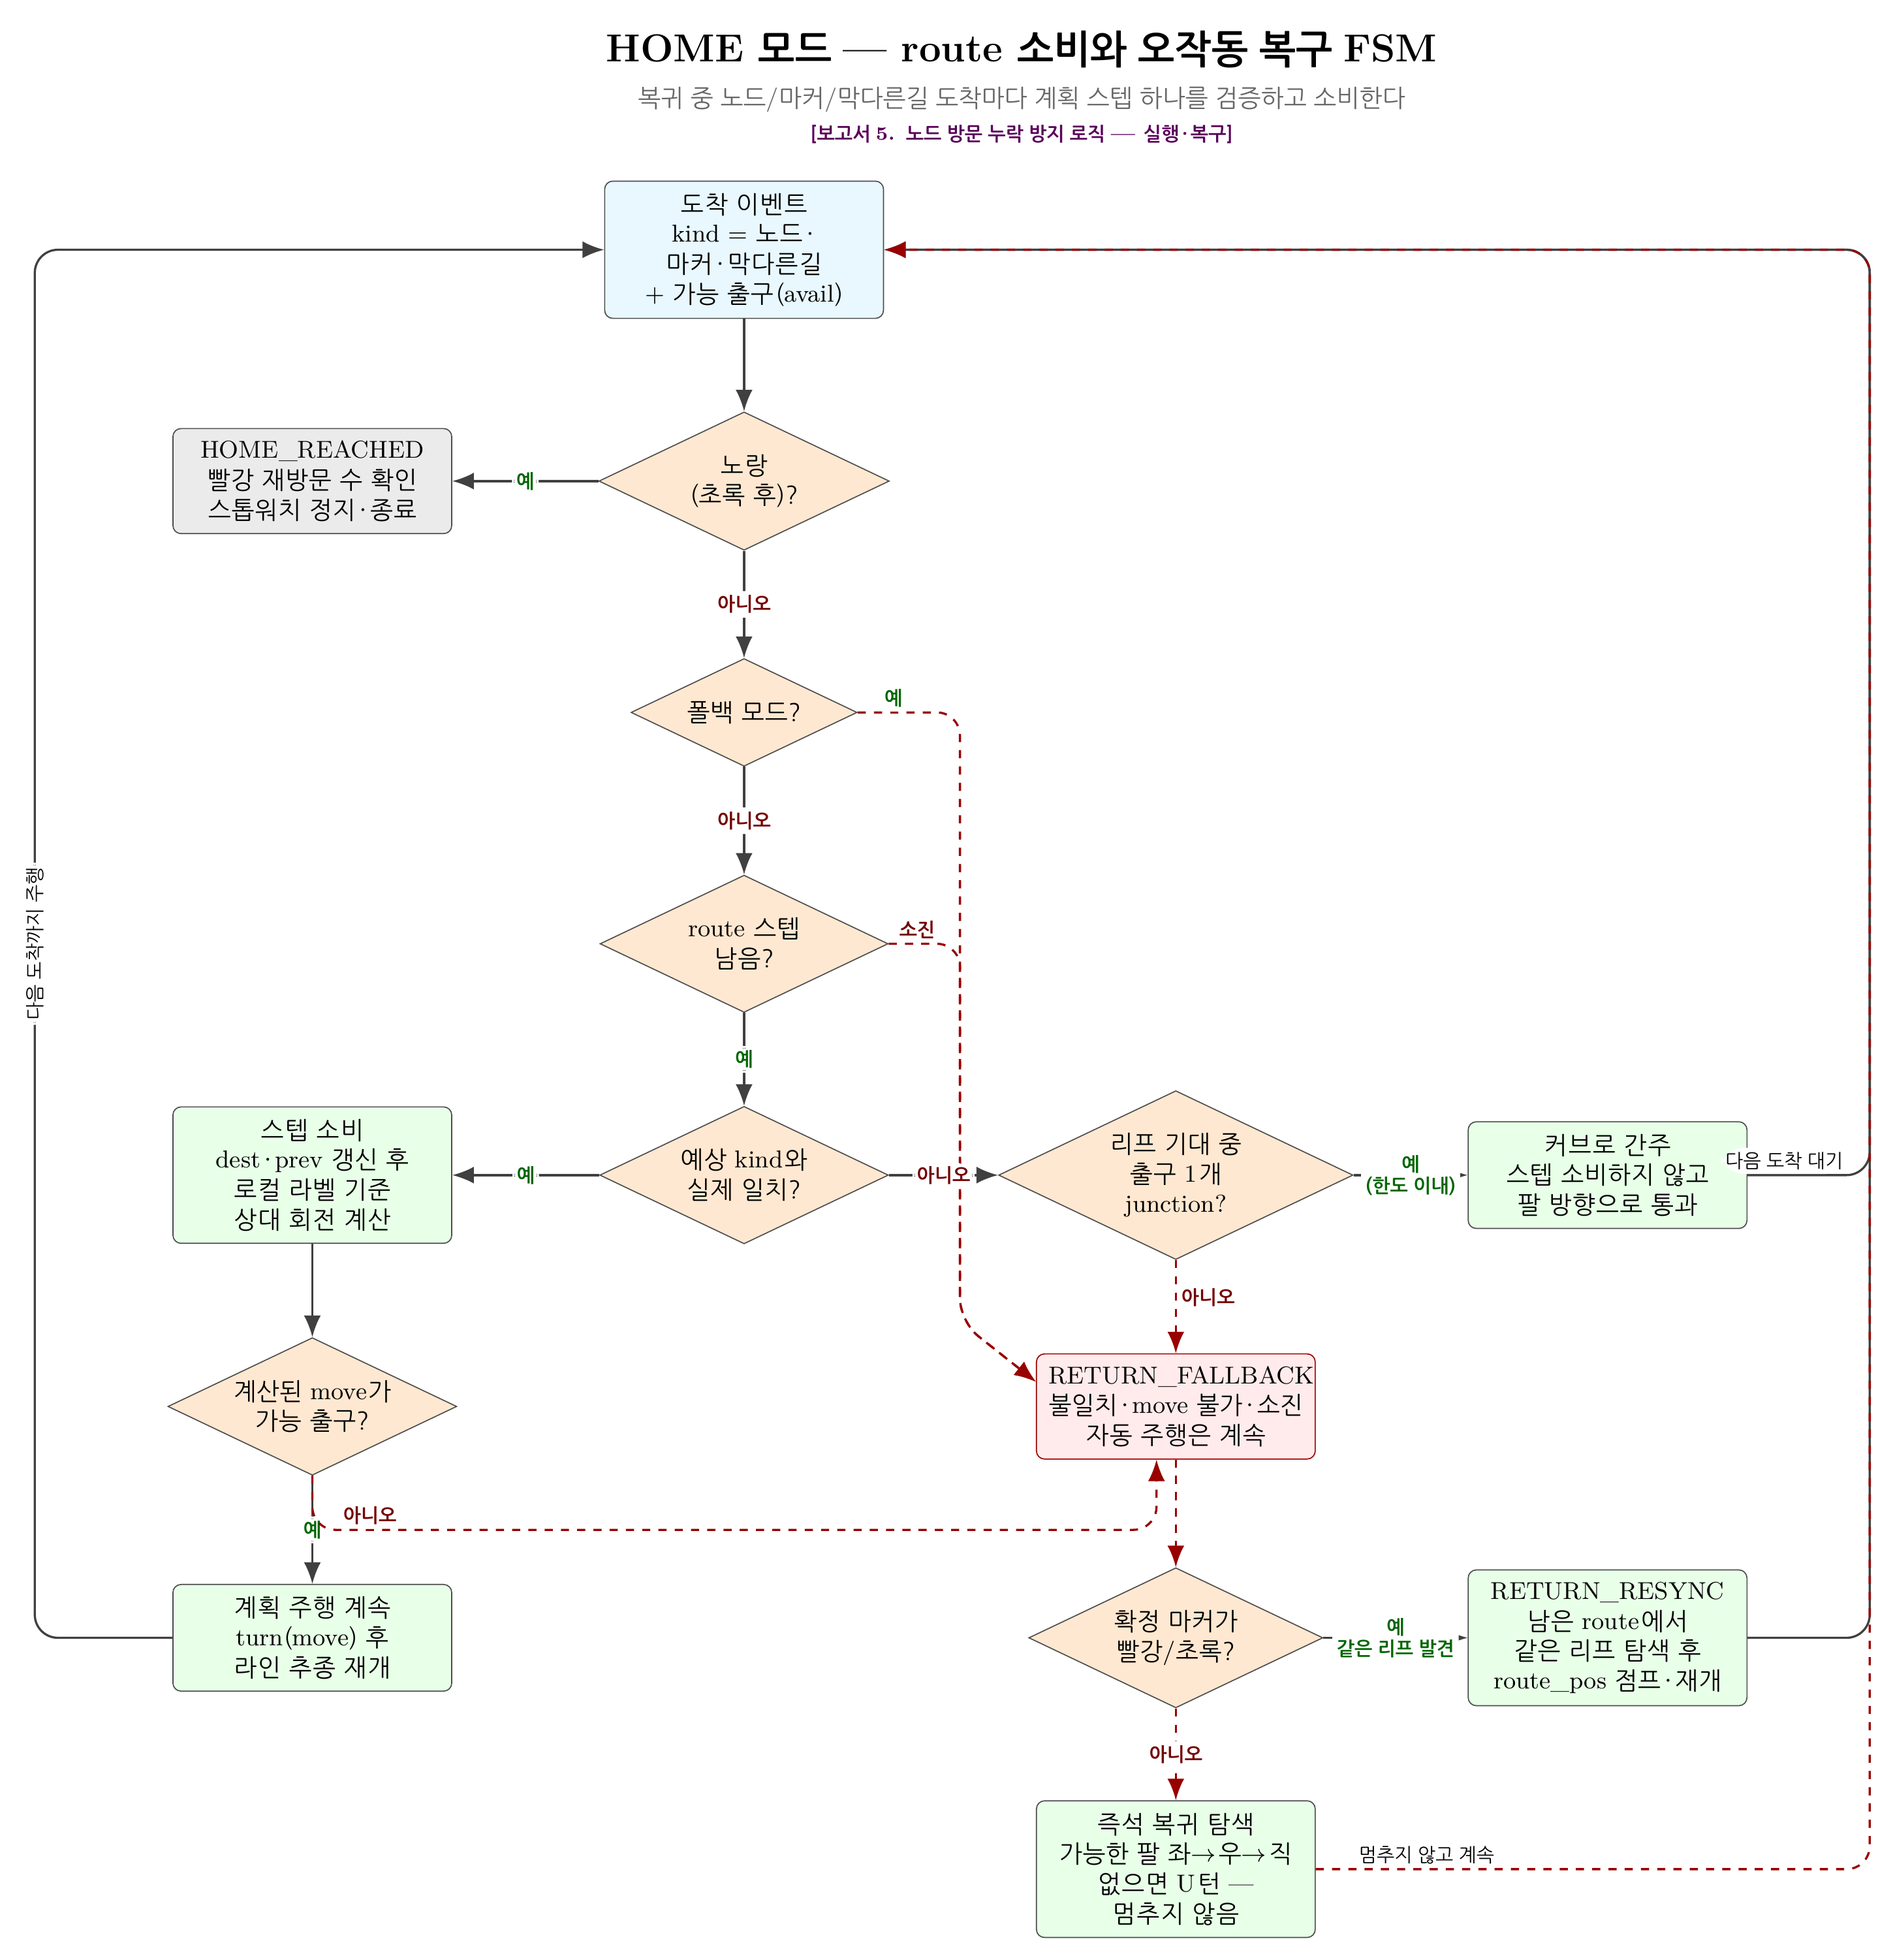 HOME 모드 — route 소비와 오작동 복구 FSM
복귀 중 노드/마커/막다른길 도착마다 계획 스텝 하나를 검증하고 소비한다
[보고서 5. 노드 방문 누락 방지 로직 — 실행·복구]
도착 이벤트
kind = 노드·
마커·막다른길
+ 가능 출구(avail)
노랑
(초록 후)?
예
HOME_REACHED
빨강 재방문 수 확인
스톱워치 정지·종료
아니오
폴백 모드?
예
아니오
route 스텝
남음?
소진
예
다음 도착까지 주행
예상 kind와
실제 일치?
예
스텝 소비
dest·prev 갱신 후
로컬 라벨 기준
상대 회전 계산
아니오
리프 기대 중
출구 1개
junction?
예
(한도 이내)
커브로 간주
스텝 소비하지 않고
팔 방향으로 통과
다음 도착 대기
아니오
계산된 move가
가능 출구?
RETURN_FALLBACK
불일치·move 불가·소진
자동 주행은 계속
아니오
예
계획 주행 계속
turn(move) 후
라인 추종 재개
확정 마커가
빨강/초록?
예
같은 리프 발견
RETURN_RESYNC
남은 route에서
같은 리프 탐색 후
route_pos 점프·재개
아니오
즉석 복귀 탐색
가능한 팔 좌→우→직
없으면 U턴 —
멈추지 않음
멈추지 않고 계속